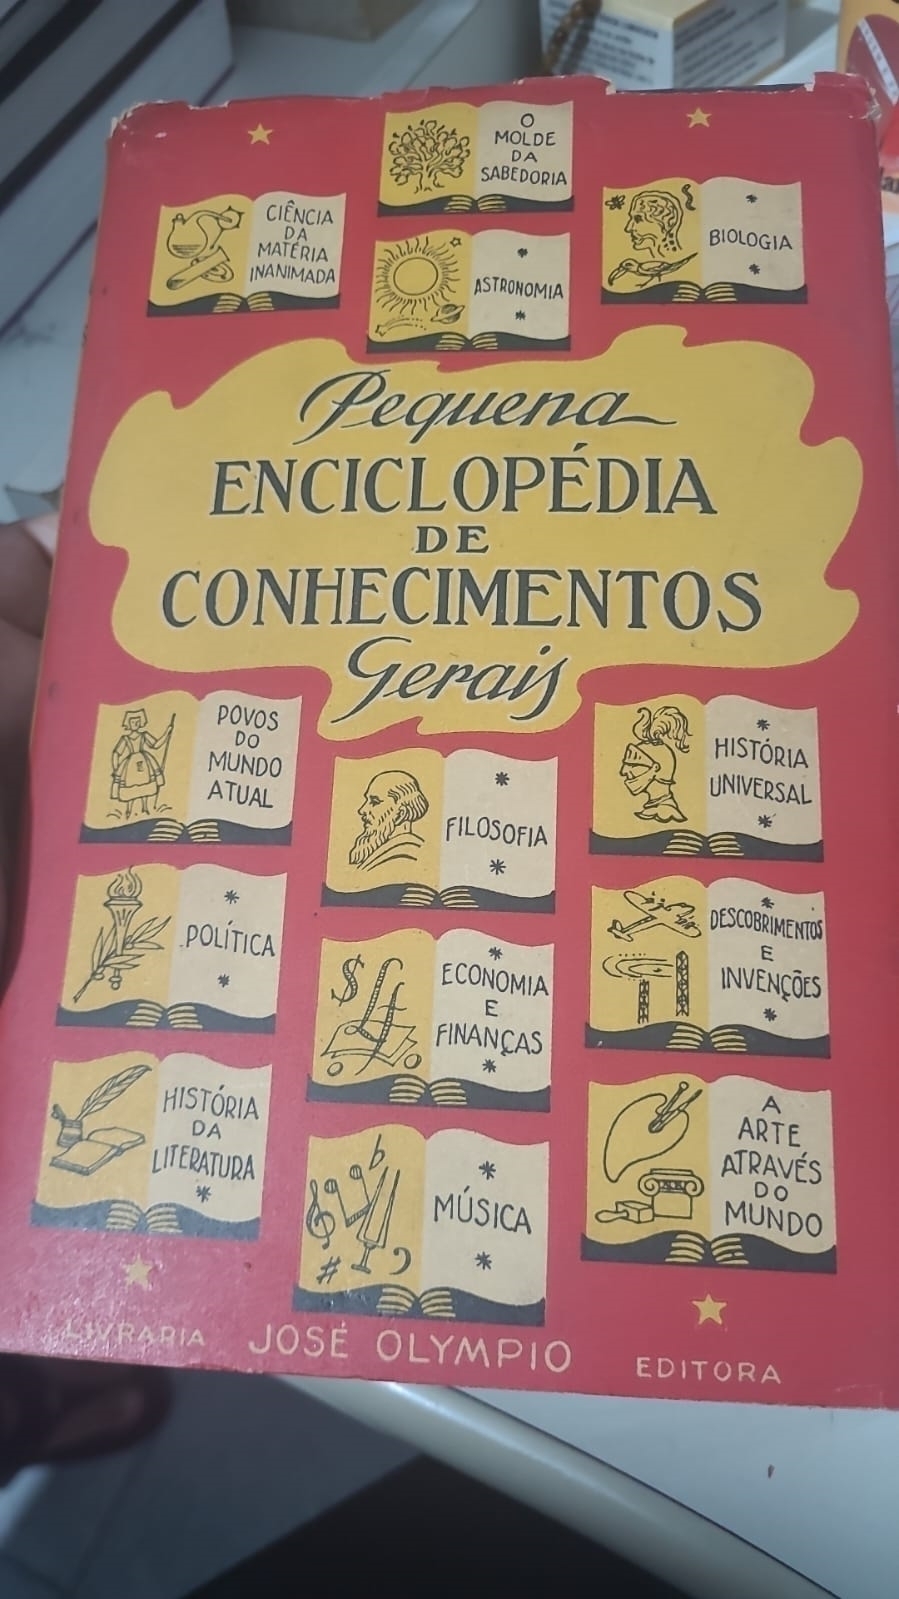 O
MOLDE
DA
SABEDORIA
CIÊNCIA
DA
MATÉRIA
INANIMADA
ASTRONOMIA
BIOLOGIA
Pequena
ENCICLOPÉDIA
DE
CONHECIMENTOS
Gerais
POVOS
DO
MUNDO
ATUAL
FILOSOFIA
HISTÓRIA
UNIVERSAL
POLÍTICA
ECONOMIA
E
FINANÇAS
DESCOBRIMENTOS
E
INVENÇÕES
HISTÓRIA
DA
LITERATURA
MÚSICA
A
ARTE
ATRAVÉS
DO
MUNDO
LIVRARIA JOSÉ OLYMPIO EDITORA